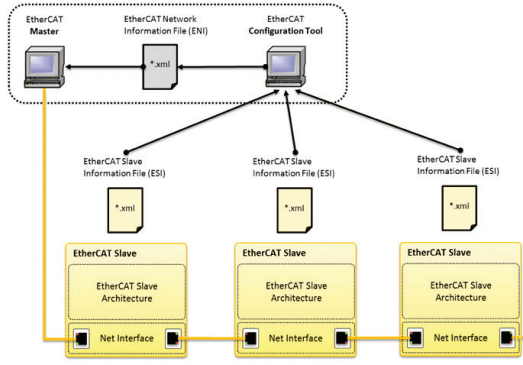 EtherCAT
Master
EtherCAT Network
Information File (ENI)
EtherCAT
Configuration Tool
*.xml
EtherCAT Slave
Information File (ESI)
EtherCAT Slave
Information File (ESI)
EtherCAT Slave
Information File (ESI)
*.xml
*.xml
*.xml
EtherCAT Slave
EtherCAT Slave
EtherCAT Slave
EtherCAT Slave
Architecture
EtherCAT Slave
Architecture
EtherCAT Slave
Architecture
Net Interface
Net Interface
Net Interface